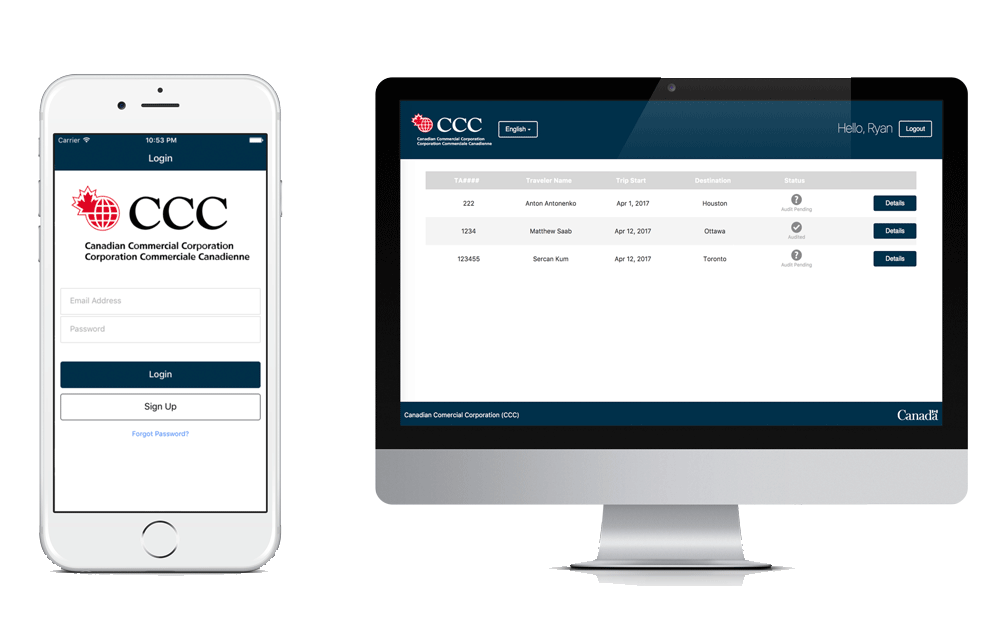 Carrier 10:53 PM
Login
CCC
Canadian Commercial Corporation
Corporation Commerciale Canadienne
Email Address
Password
Login
Sign Up
Forgot Password?
CCC
Canadian Commercial Corporation
Corporation Commerciale Canadienne
English
Hello, Ryan
Logout
TA#### Traveler Name Trip Start Destination Status
222 Anton Antonenko Apr 1, 2017 Houston ? Details
Audit Pending
1234 Matthew Saab Apr 12, 2017 Ottawa Details
Audited
123455 Sercan Kum Apr 12, 2017 Toronto ? Details
Audit Pending
Canadian Comercial Corporation (CCC)
Canada